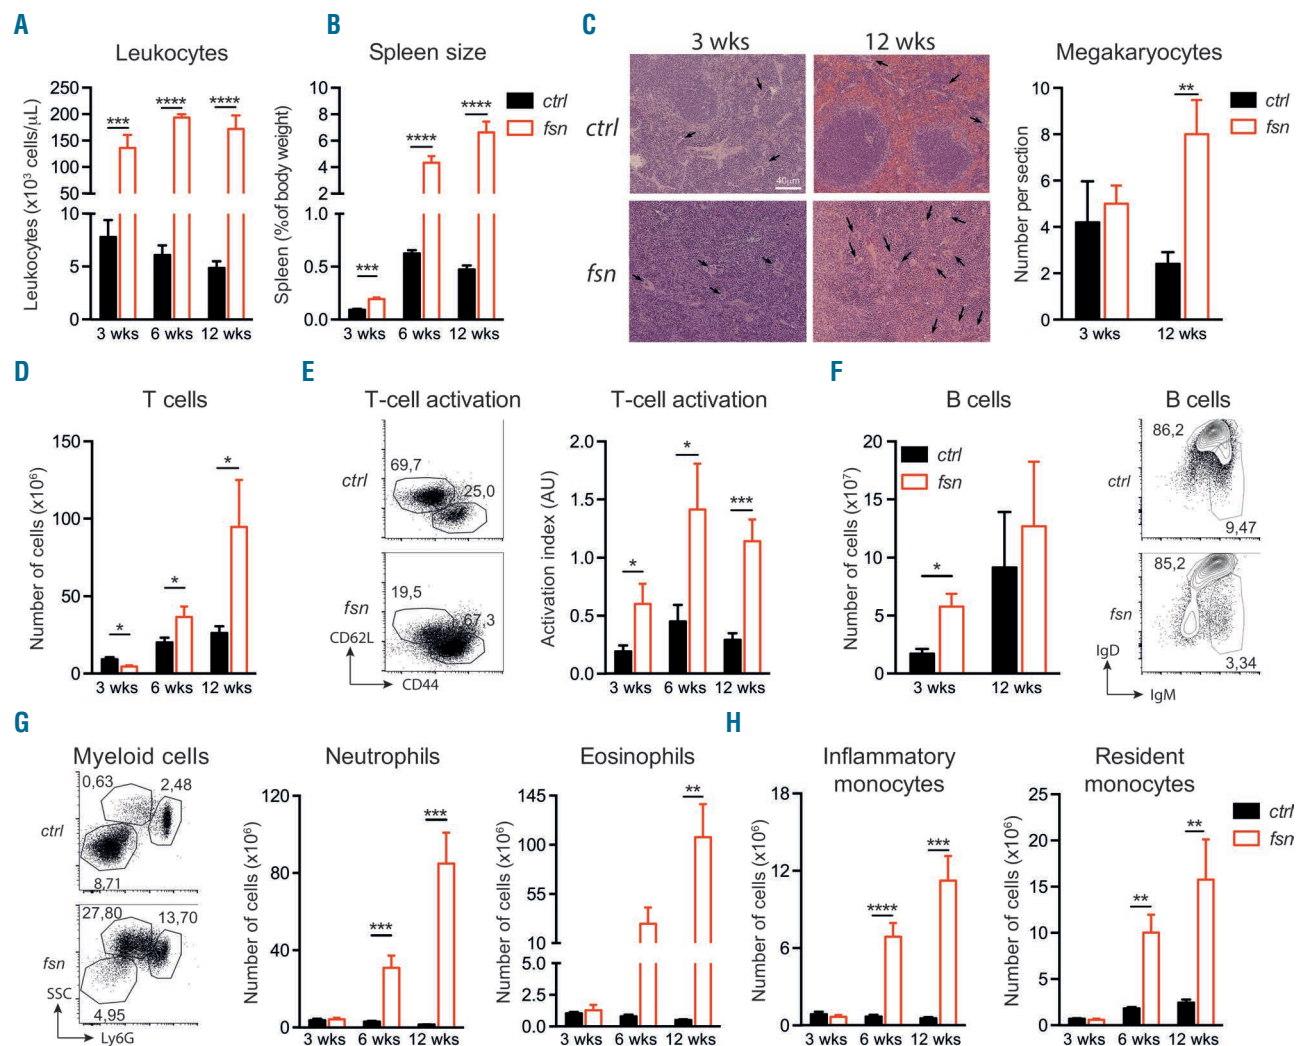 A
Leukocytes
Leukocytes (x10³ cells/µL)
250
200
150
100
50
10
5
0
***
****
****
3 wks
6 wks
12 wks
B
Spleen size
Spleen (% of body weight)
10
8
6
4
2
1.0
0.5
0.0
***
****
****
3 wks
6 wks
12 wks
ctrl
fsn
C
3 wks
12 wks
ctrl
fsn
40µm
Megakaryocytes
Number per section
10
8
6
4
2
0
**
3 wks
12 wks
ctrl
fsn
D
T cells
Number of cells (x10⁶)
150
100
50
0
*
*
*
3 wks
6 wks
12 wks
E
T-cell activation
ctrl
69,7
25,0
fsn
19,5
67,3
CD62L
CD44
T-cell activation
Activation index (AU)
2.0
1.5
1.0
0.5
0.0
*
*
***
3 wks
6 wks
12 wks
F
B cells
Number of cells (x10⁷)
20
15
10
5
0
*
3 wks
12 wks
ctrl
fsn
B cells
ctrl
86,2
9,47
fsn
85,2
3,34
IgD
IgM
G
Myeloid cells
ctrl
0,63
2,48
8,71
fsn
27,80
13,70
4,95
SSC
Ly6G
Neutrophils
Number of cells (x10⁶)
120
80
40
0
***
***
3 wks
6 wks
12 wks
Eosinophils
Number of cells (x10⁶)
145
100
55
10
5.0
2.5
0.0
**
3 wks
6 wks
12 wks
H
Inflammatory
monocytes
Number of cells (x10⁶)
18
12
6
0
****
***
3 wks
6 wks
12 wks
Resident
monocytes
Number of cells (x10⁶)
25
20
15
10
5
0
**
**
3 wks
6 wks
12 wks
ctrl
fsn